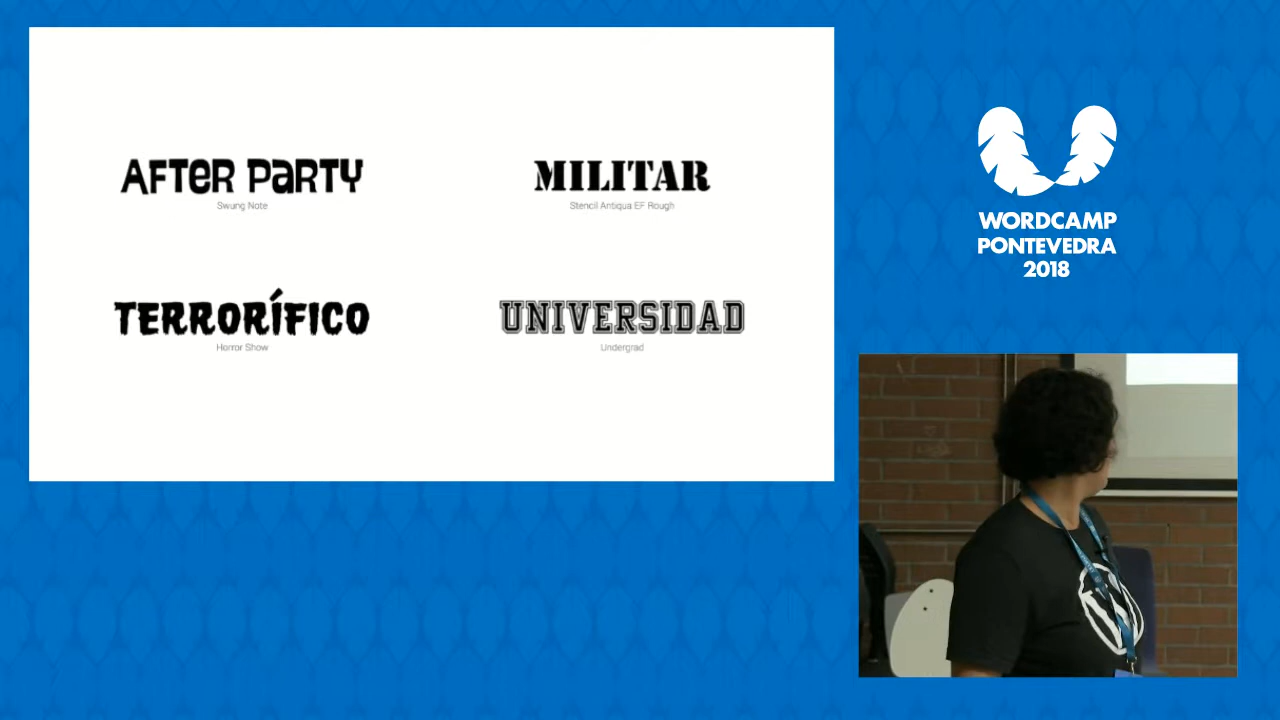 AFTER PARTY
Swung Note
MILITAR
Stencil Antiqua EF Rough
TERRORÍFICO
Horror Show
UNIVERSIDAD
Undergrad
WORDCAMP
PONTEVEDRA
2018